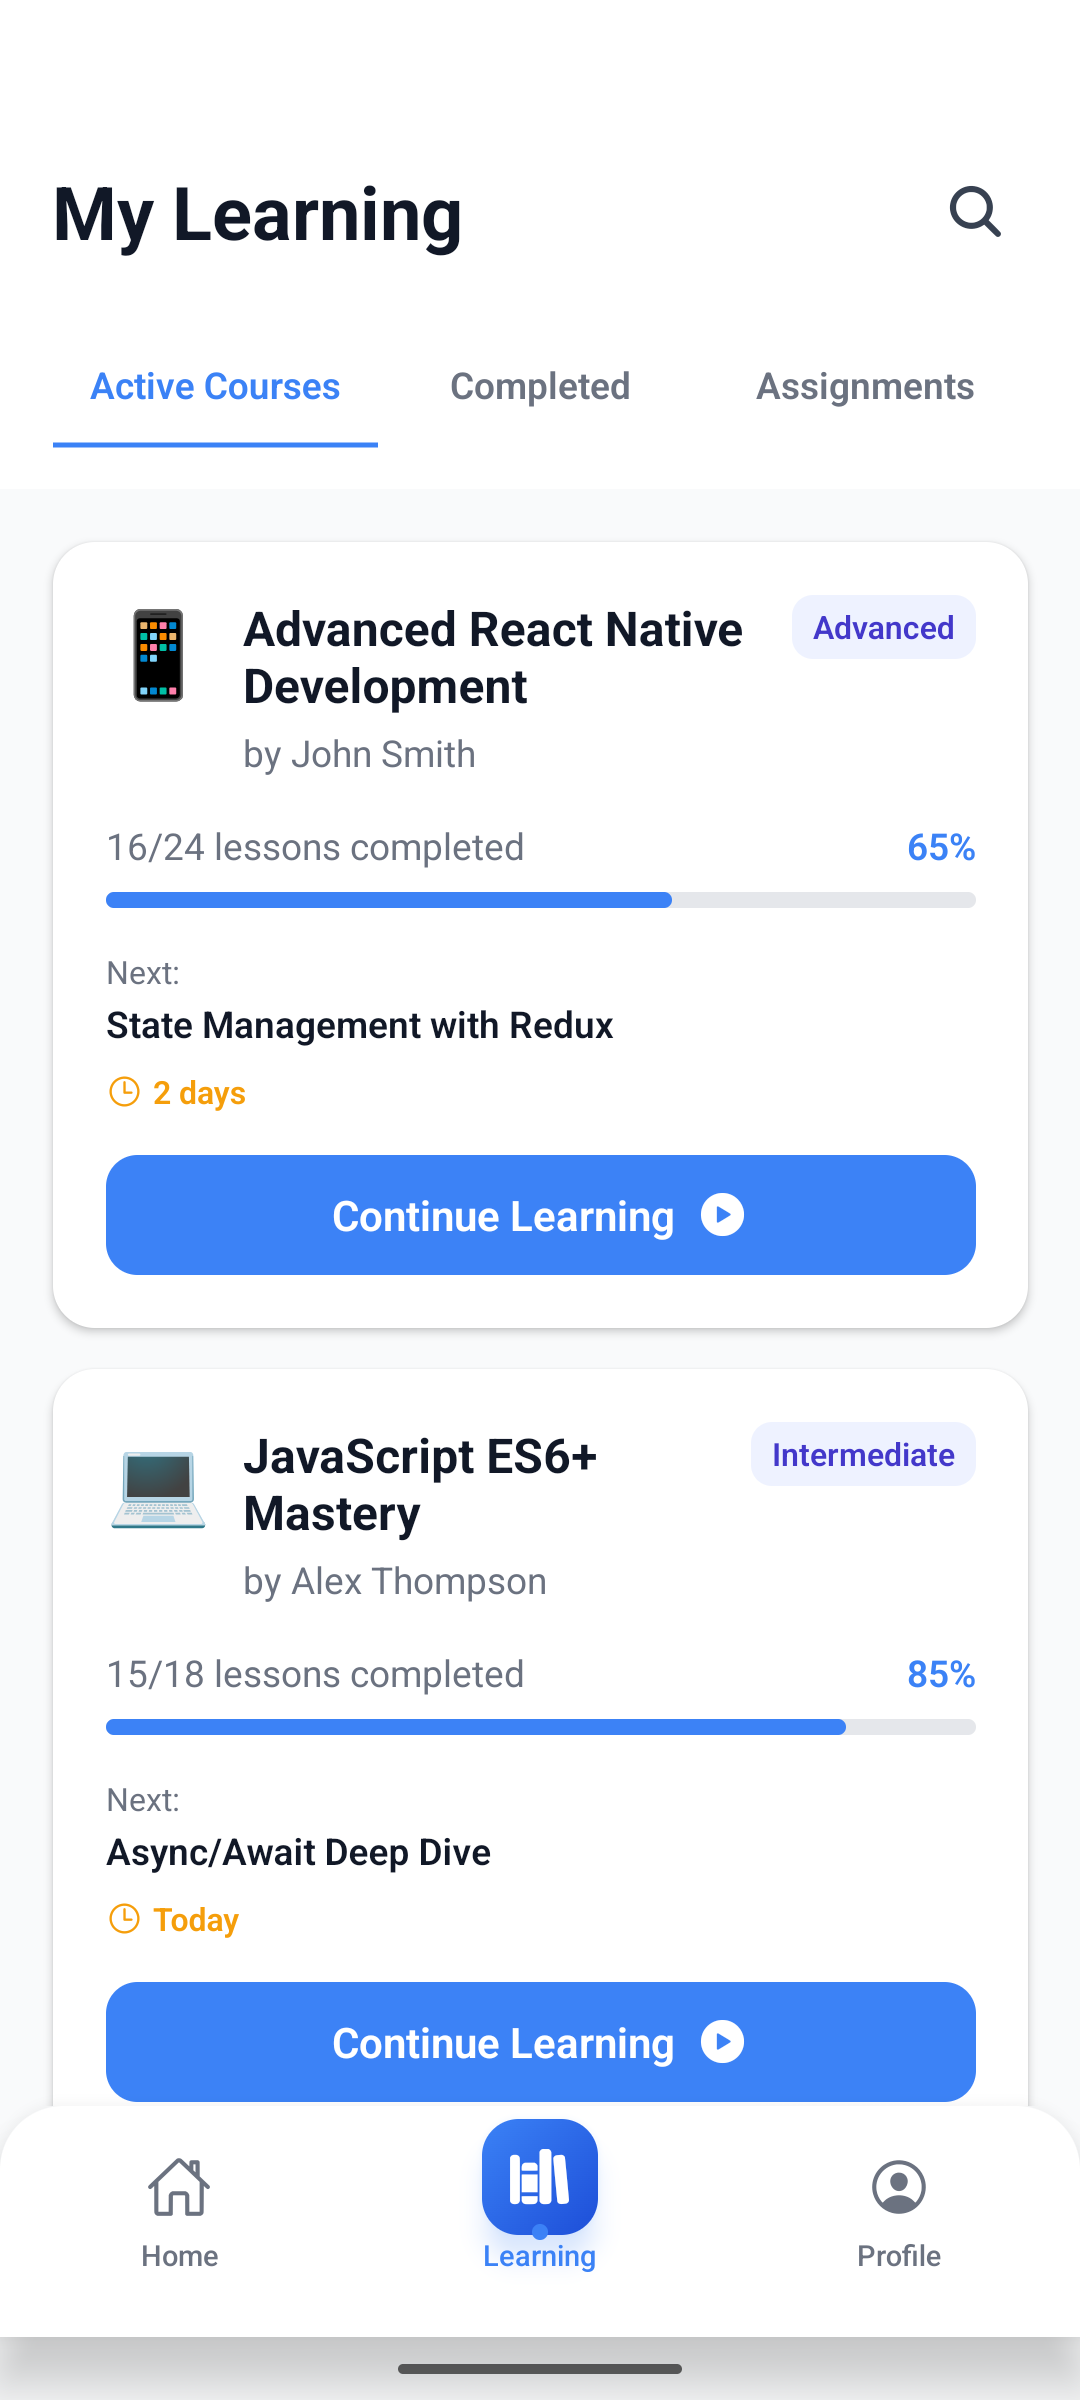 My Learning
Active Courses
Completed
Assignments
Advanced React Native
Development
Advanced
by John Smith
16/24 lessons completed
65%
Next:
State Management with Redux
2 days
Continue Learning
JavaScript ES6+
Mastery
Intermediate
by Alex Thompson
15/18 lessons completed
85%
Next:
Async/Await Deep Dive
Today
Continue Learning
Home
Learning
Profile